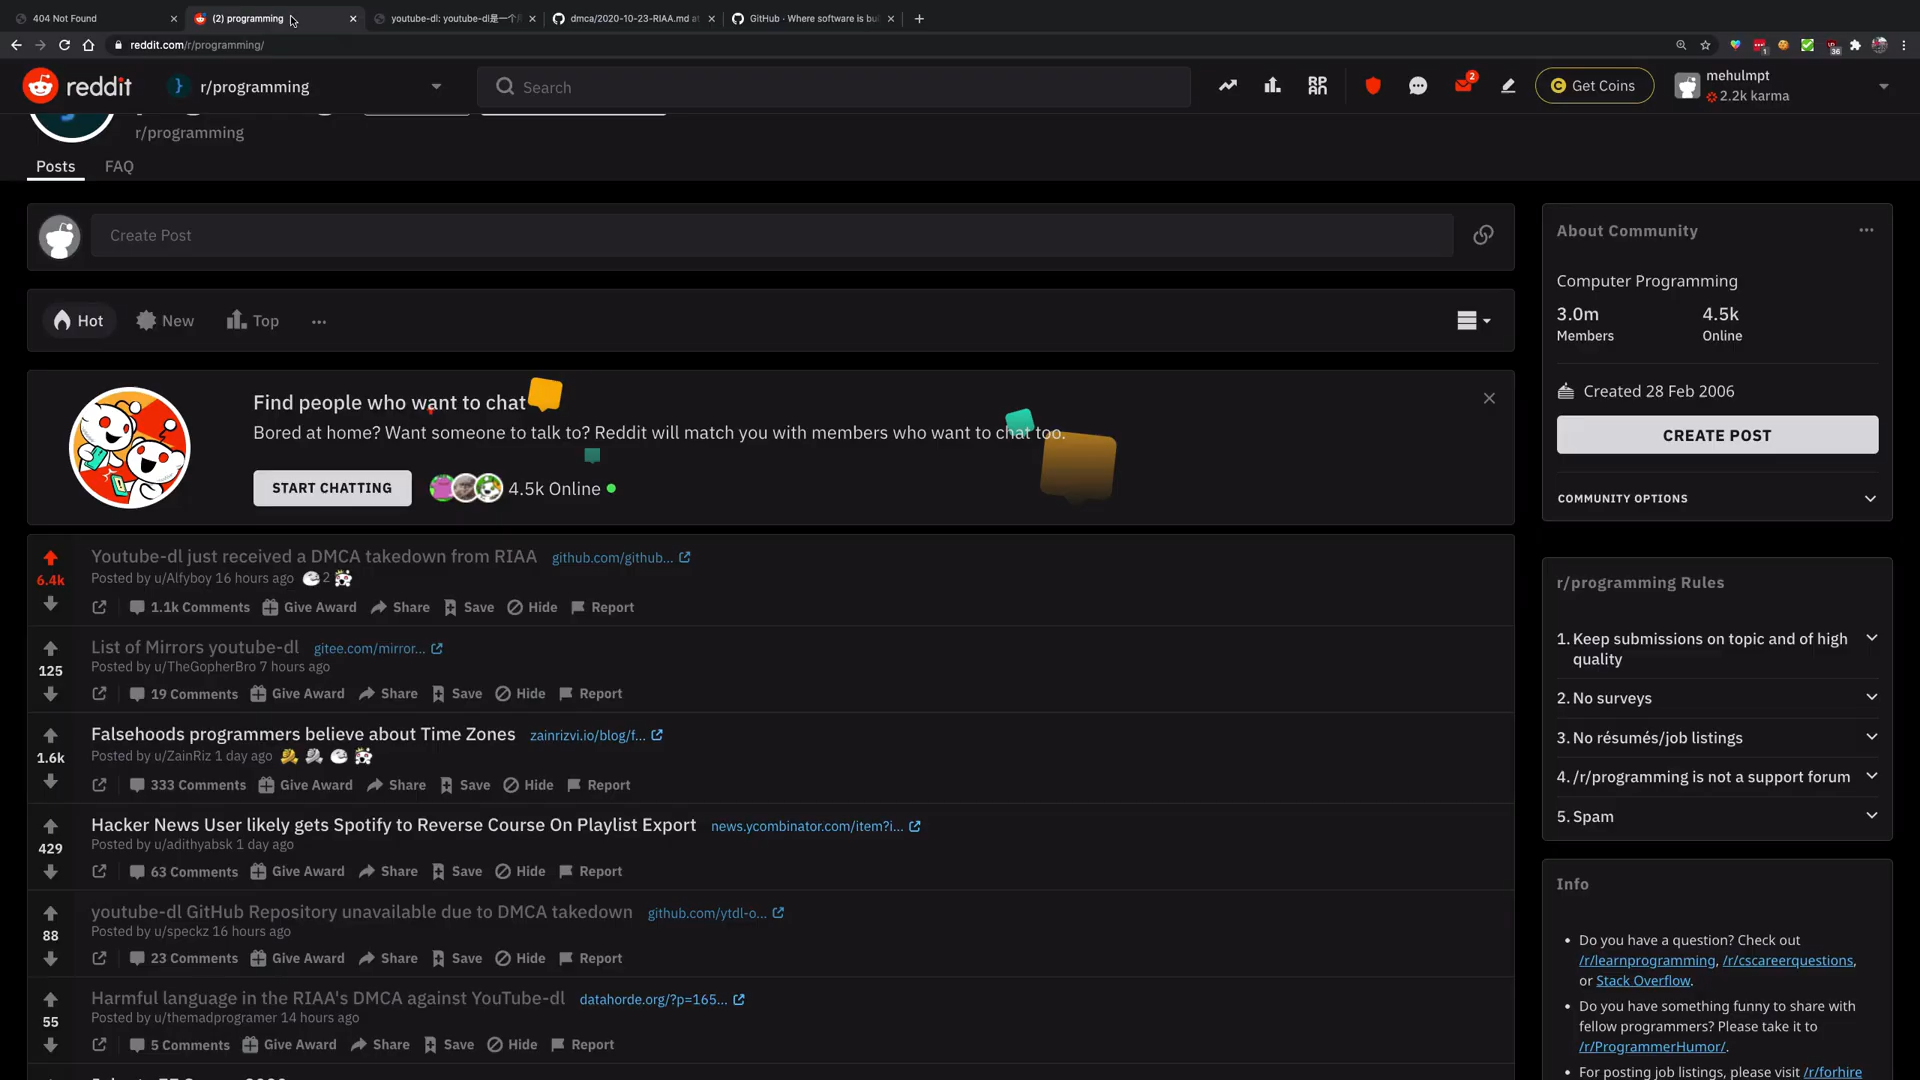 404 Not Found
(2) programming
youtube-dl: youtube-dl是一个
dmca/2020-10-23-RIAA.md at
GitHub · Where software is bui
reddit.com/r/programming/
1
36
reddit
r/programming
Search
2
Get Coins
mehulmpt
2.2k karma
r/programming
Posts
FAQ
Create Post
Hot
New
Top
Find people who want to chat
Bored at home? Want someone to talk to? Reddit will match you with members who want to chat too.
START CHATTING
4.5k Online
Youtube-dl just received a DMCA takedown from RIAA github.com/github...
6.4k
Posted by u/Alfyboy 16 hours ago 2
1.1k Comments Give Award Share Save Hide Report
List of Mirrors youtube-dl gitee.com/mirror...
125
Posted by u/TheGopherBro 7 hours ago
19 Comments Give Award Share Save Hide Report
Falsehoods programmers believe about Time Zones zainrizvi.io/blog/f...
1.6k
Posted by u/ZainRiz 1 day ago
333 Comments Give Award Share Save Hide Report
Hacker News User likely gets Spotify to Reverse Course On Playlist Export news.ycombinator.com/item?i...
429
Posted by u/adithyabsk 1 day ago
63 Comments Give Award Share Save Hide Report
youtube-dl GitHub Repository unavailable due to DMCA takedown github.com/ytdl-o...
88
Posted by u/speckz 16 hours ago
23 Comments Give Award Share Save Hide Report
Harmful language in the RIAA's DMCA against YouTube-dl datahorde.org/?p=165...
55
Posted by u/themadprogramer 14 hours ago
5 Comments Give Award Share Save Hide Report
About Community
Computer Programming
3.0m
Members
4.5k
Online
Created 28 Feb 2006
CREATE POST
COMMUNITY OPTIONS
r/programming Rules
1. Keep submissions on topic and of high
quality
2. No surveys
3. No résumés/job listings
4. /r/programming is not a support forum
5. Spam
Info
• Do you have a question? Check out
/r/learnprogramming, /r/cscareerquestions,
or Stack Overflow.
• Do you have something funny to share with
fellow programmers? Please take it to
/r/ProgrammerHumor/.
• For posting job listings, please visit /r/forhire